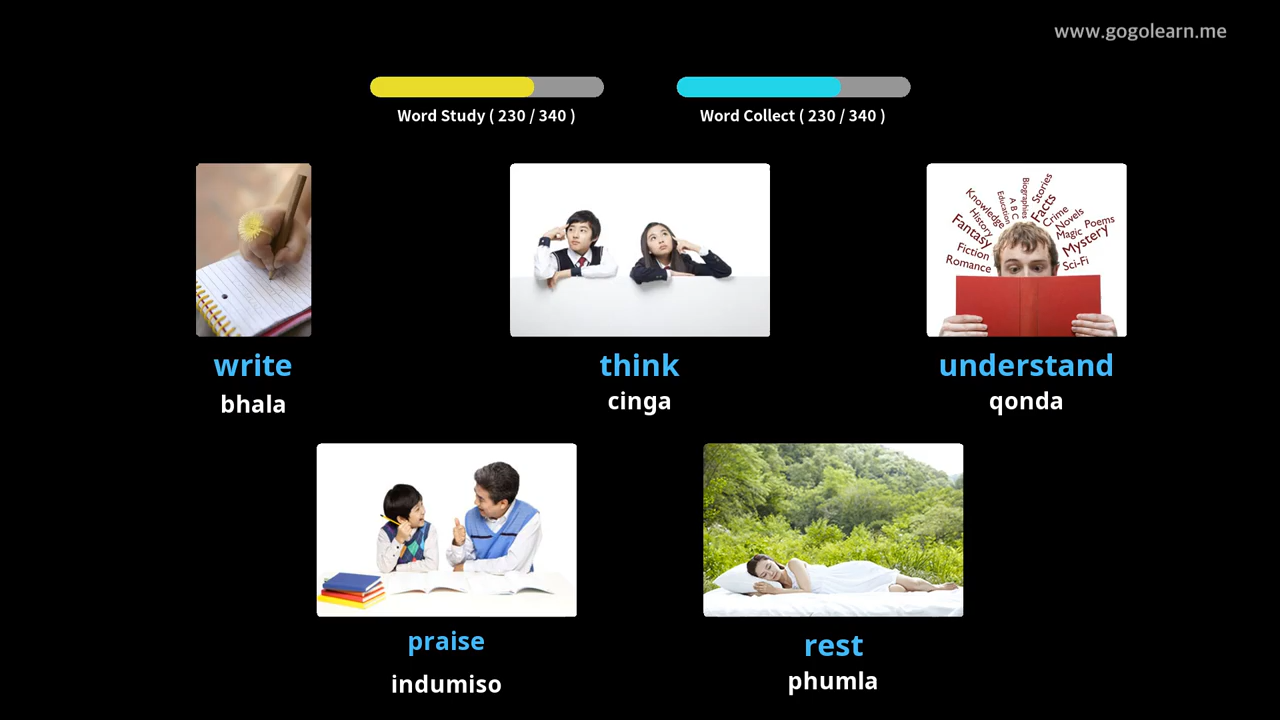 www.gogolearn.me
Word Study ( 230 / 340 )
Word Collect ( 230 / 340 )
Knowledge
History
Fantasy
Fiction
Romance
Education
A B C
Biographies
Stories
Facts
Crime
Novels
Magic
Poems
Mystery
Sci-Fi
write
bhala
think
cinga
understand
qonda
praise
indumiso
rest
phumla